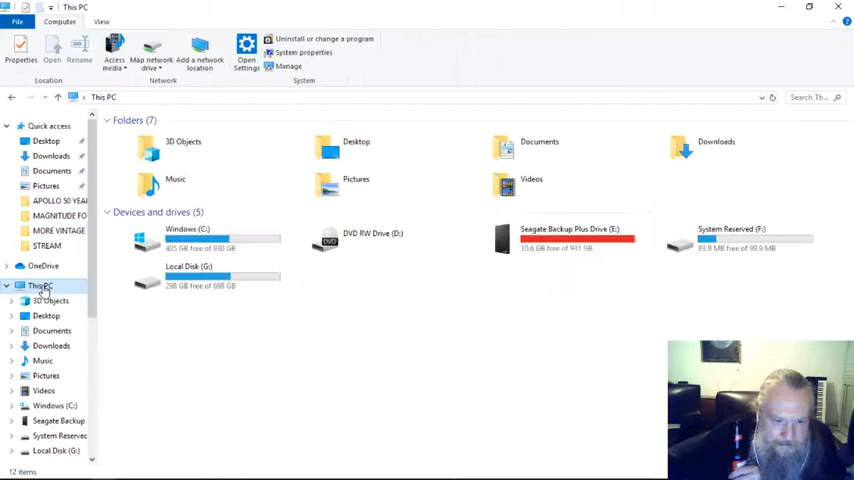 This PC
File Computer View
Properties Open Rename Access media Map network drive Add a network location Open Settings Uninstall or change a program
System properties
Manage
Location Network System
This PC Search Th...
Quick access
Desktop
Downloads
Documents
Pictures
APOLLO 50 YEA
MAGNITUDE FO
MORE VINTAGE
STREAM
OneDrive
This PC
3D Objects
Desktop
Documents
Downloads
Music
Pictures
Videos
Windows (C:)
Seagate Backup
System Reserved
Local Disk (G:)
Folders (7)
3D Objects Desktop Documents Downloads
Music Pictures Videos
Devices and drives (5)
Windows (C:)
405 GB free of 930 GB
DVD RW Drive (D:)
DVD
Seagate Backup Plus Drive (E:)
10.6 GB free of 931 GB
System Reserved (F:)
83.9 MB free of 99.9 MB
Local Disk (G:)
298 GB free of 698 GB
12 items